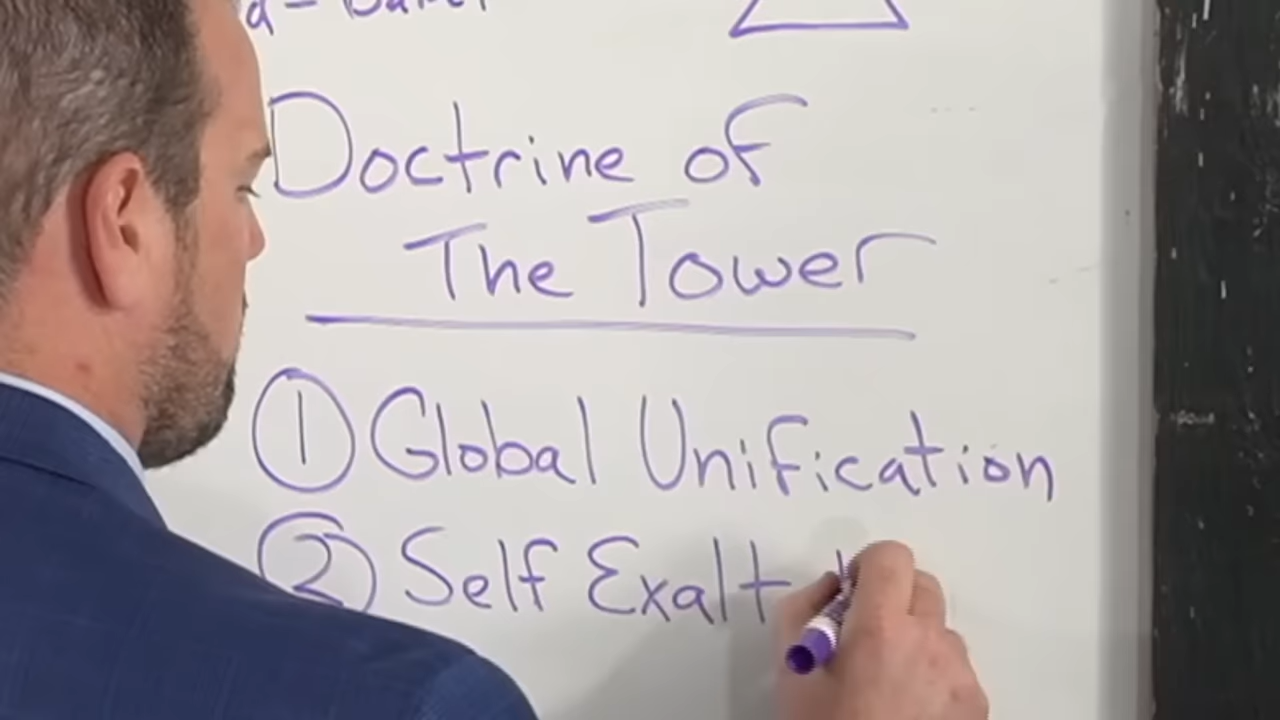 Doctrine of
The Tower
① Global Unification
② Self Exalt